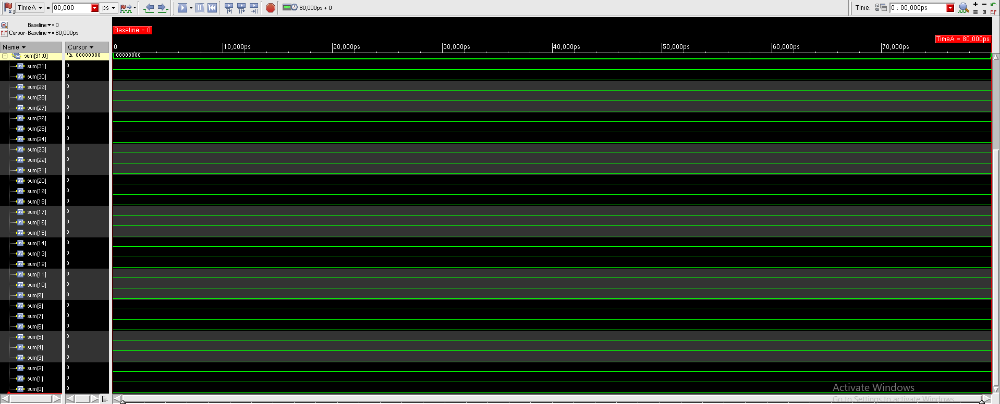 TimeA = 80,000 ps 80,000ps + 0 Time: 0 : 80,000ps
Baseline = 0
Cursor-Baseline = 80,000ps
Baseline = 0
TimeA = 80,000ps
Name Cursor 0 10,000ps 20,000ps 30,000ps 40,000ps 50,000ps 60,000ps 70,000ps
sum[31:0] 'h 00000000 00000000
sum[31] 0
sum[30] 0
sum[29] 0
sum[28] 0
sum[27] 0
sum[26] 0
sum[25] 0
sum[24] 0
sum[23] 0
sum[22] 0
sum[21] 0
sum[20] 0
sum[19] 0
sum[18] 0
sum[17] 0
sum[16] 0
sum[15] 0
sum[14] 0
sum[13] 0
sum[12] 0
sum[11] 0
sum[10] 0
sum[9] 0
sum[8] 0
sum[7] 0
sum[6] 0
sum[5] 0
sum[4] 0
sum[3] 0
sum[2] 0
sum[1] 0
sum[0] 0
Activate Windows
Go to Settings to activate Windows.